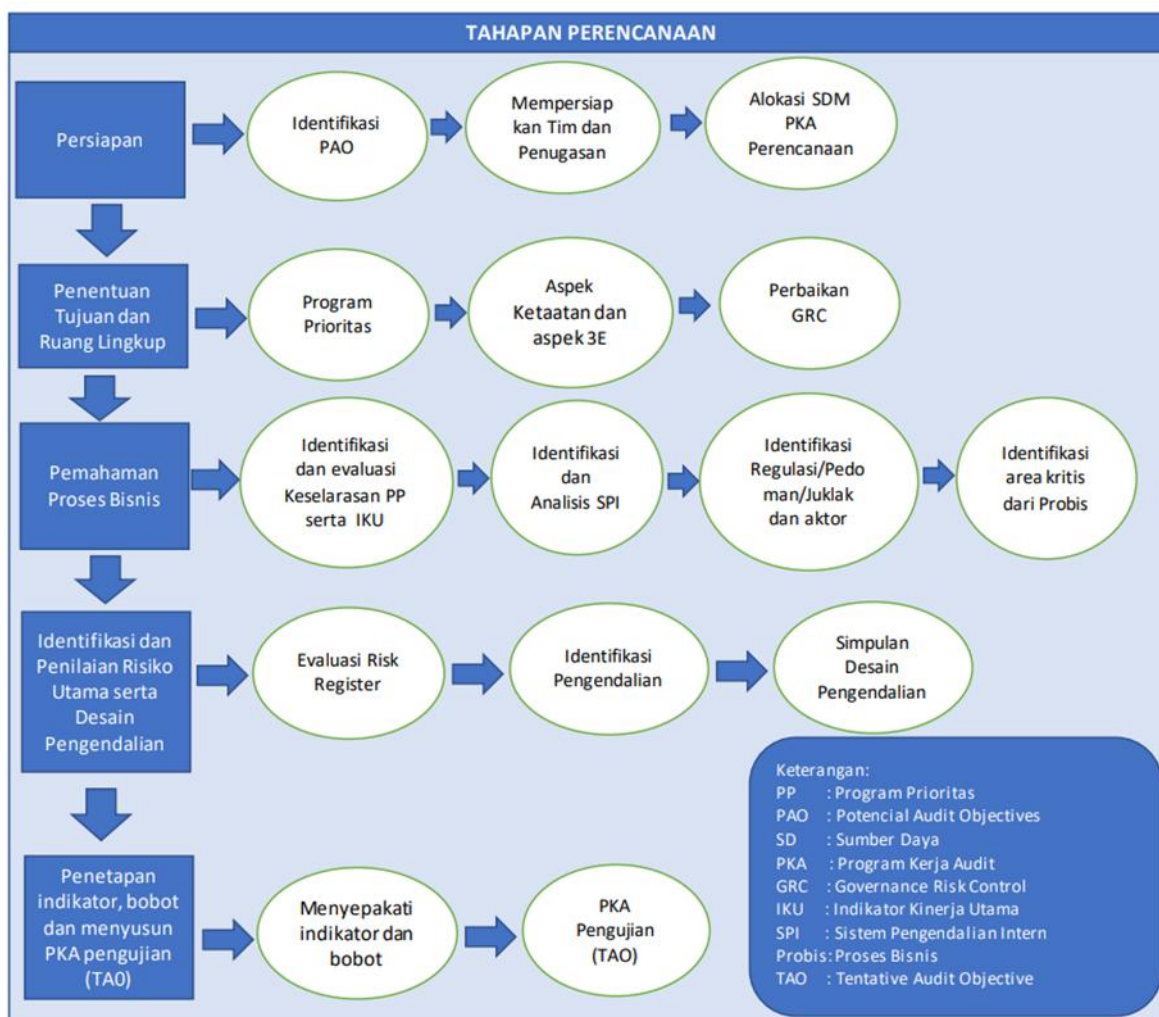 TAHAPAN PERENCANAAN
Persiapan
Identifikasi
PAO
Mempersiap
kan Tim dan
Penugasan
Alokasi SDM
PKA
Perencanaan
Penentuan
Tujuan dan
Ruang Lingkup
Program
Prioritas
Aspek
Ketaatan dan
aspek 3E
Perbaikan
GRC
Pemahaman
Proses Bisnis
Identifikasi
dan evaluasi
Keselarasan PP
serta IKU
Identifikasi
dan
Analisis SPI
Identifikasi
Regulasi/Pedo
man/Juklak
dan aktor
Identifikasi
area kritis
dari Probis
Identifikasi dan
Penilaian Risiko
Utama serta
Desain
Pengendalian
Evaluasi Risk
Register
Identifikasi
Pengendalian
Simpulan
Desain
Pengendalian
Penetapan
indikator, bobot
dan menyusun
PKA pengujian
(TA0)
Menyepakati
indikator dan
bobot
PKA
Pengujian
(TAO)
Keterangan:
PP : Program Prioritas
PAO : Potencial Audit Objectives
SD : Sumber Daya
PKA : Program Kerja Audit
GRC : Governance Risk Control
IKU : Indikator Kinerja Utama
SPI : Sistem Pengendalian Intern
Probis: Proses Bisnis
TAO : Tentative Audit Objective